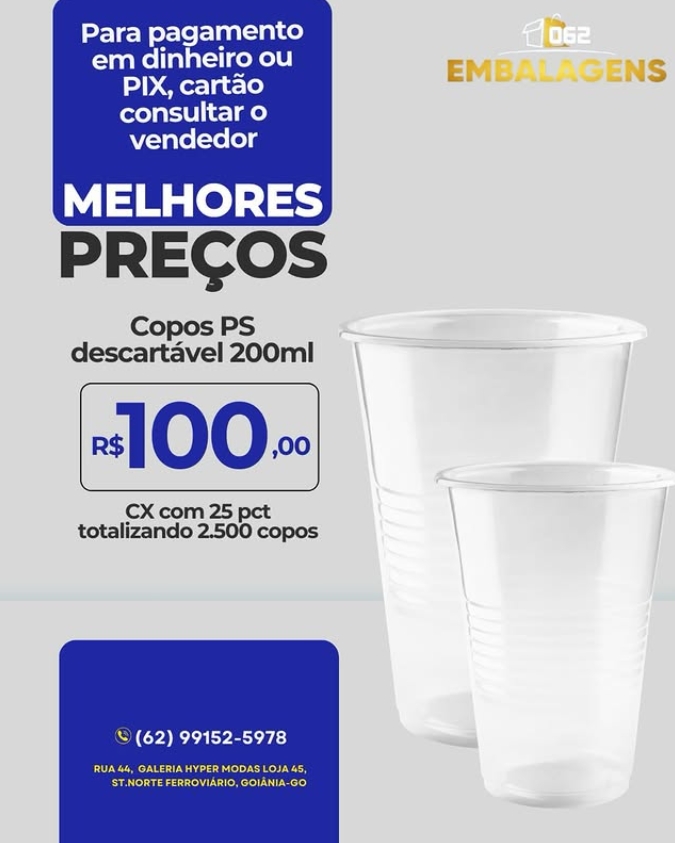 Para pagamento
em dinheiro ou
PIX, cartão
consultar o
vendedor
062
EMBALAGENS
MELHORES
PREÇOS
Copos PS
descartável 200ml
R$100,00
CX com 25 pct
totalizando 2.500 copos
(62) 99152-5978
RUA 44, GALERIA HYPER MODAS LOJA 45,
ST.NORTE FERROVIÁRIO, GOIÂNIA-GO